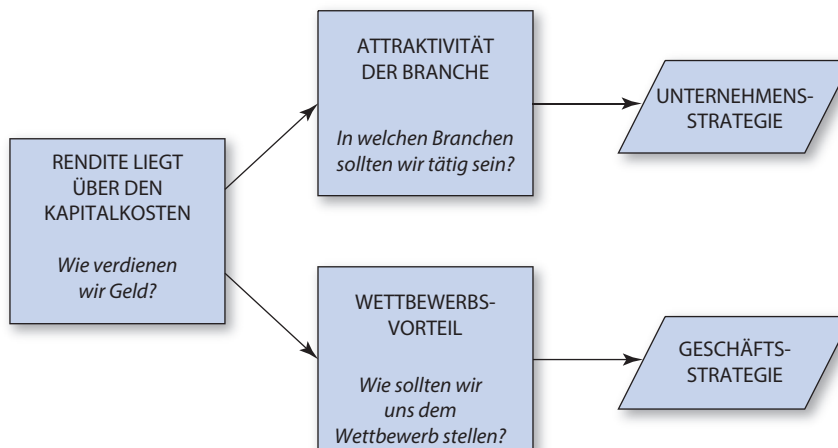 RENDITE LIEGT
ÜBER DEN
KAPITALKOSTEN
Wie verdienen
wir Geld?
ATTRAKTIVITÄT
DER BRANCHE
In welchen Branchen
sollten wir tätig sein?
UNTERNEHMENS-
STRATEGIE
WETTBEWERBS-
VORTEIL
Wie sollten wir
uns dem
Wettbewerb stellen?
GESCHÄFTS-
STRATEGIE